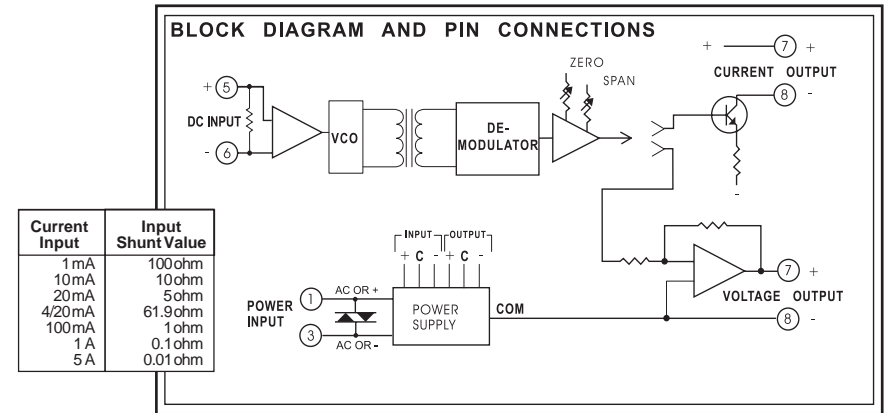 BLOCK DIAGRAM AND PIN CONNECTIONS
+ 7 +
CURRENT OUTPUT
8 -
-
ZERO
SPAN
+ 5
DC INPUT
- 6
VCO
DE-
MODULATOR
Current Input
Input Shunt Value
1 mA 100 ohm
10 mA 10 ohm
20 mA 5 ohm
4/20 mA 61.9 ohm
100 mA 1 ohm
1 A 0.1 ohm
5 A 0.01 ohm
INPUT OUTPUT
+ C - + C -
POWER
INPUT
1
AC OR +
3
AC OR -
POWER
SUPPLY
COM
7 +
VOLTAGE OUTPUT
8 -